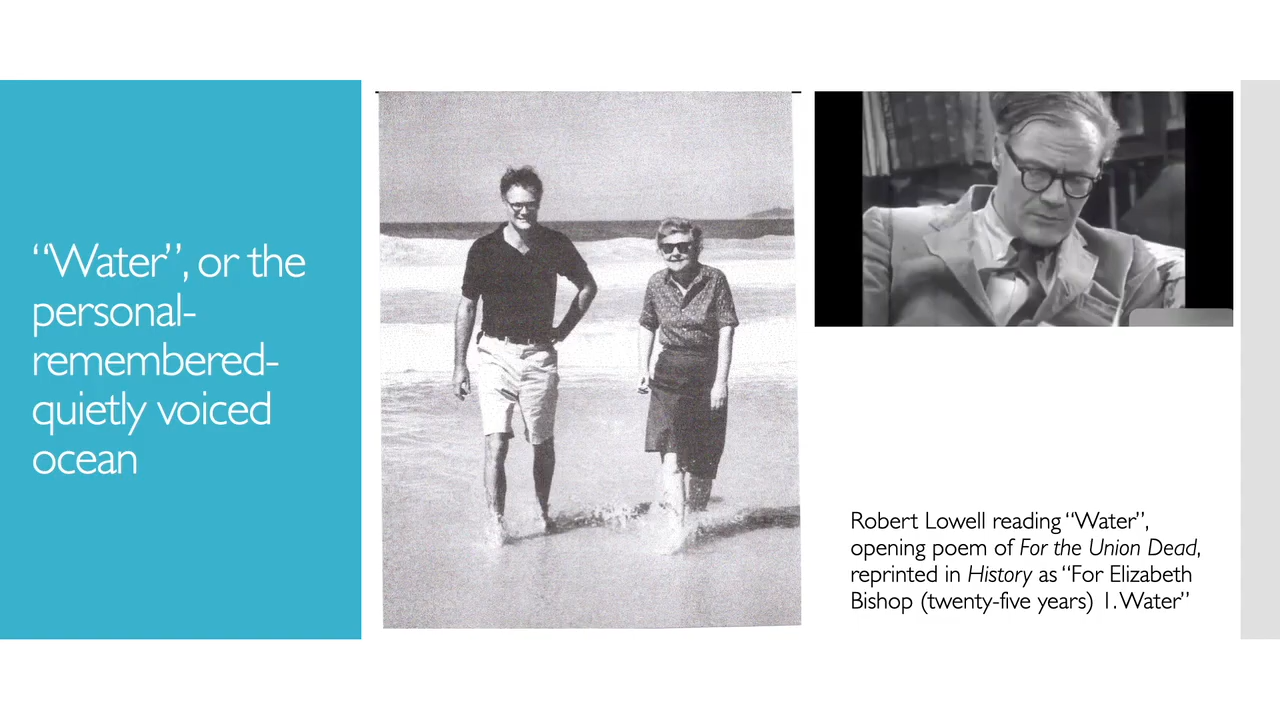 “Water”, or the
personal-
remembered-
quietly voiced
ocean
Robert Lowell reading “Water”,
opening poem of For the Union Dead,
reprinted in History as “For Elizabeth
Bishop (twenty-five years) 1. Water”